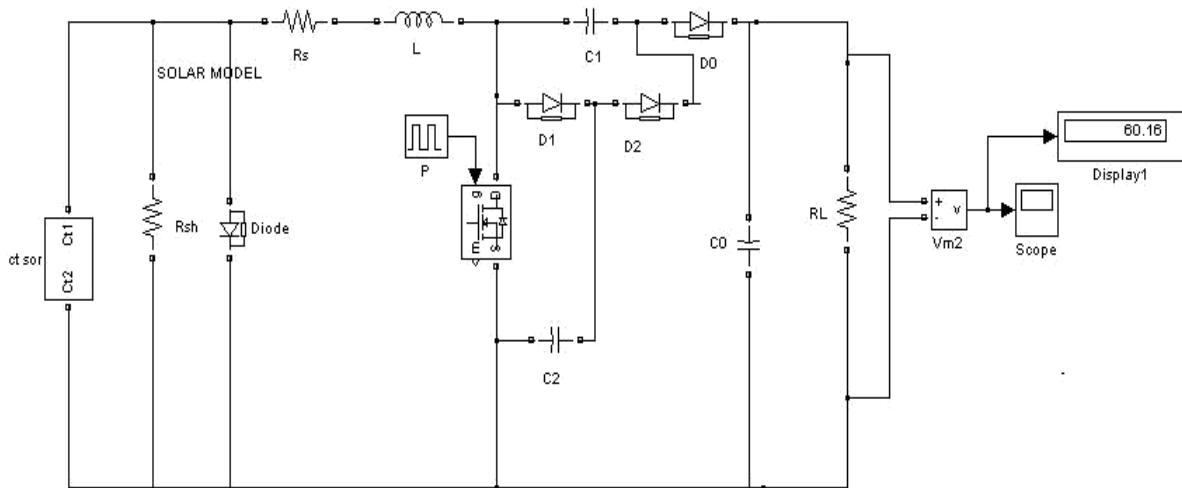 Rs
L
C1
D0
SOLAR MODEL
D1
D2
P
60.16
Display1
g
D
m
S
Ct1
Ct2
ct sor
Rsh
Diode
RL
C0
+
-
v
Vm2
Scope
C2